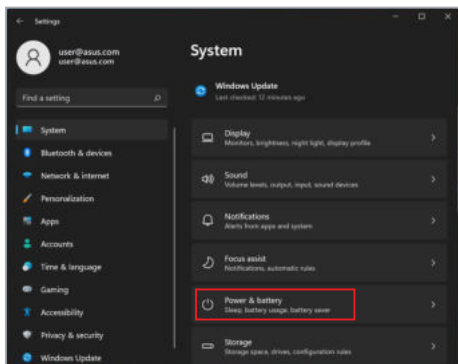 Settings
user@asus.com
user@asus.com
Find a setting
System
Bluetooth & devices
Network & internet
Personalization
Apps
Accounts
Time & language
Gaming
Accessibility
Privacy & security
Windows Update
System
Windows Update
Last checked: 12 minutes ago
Display
Monitors, brightness, night light, display profile
Sound
Volume levels, output, input, sound devices
Notifications
Alerts from apps and system
Focus assist
Notifications, automatic rules
Power & battery
Sleep, battery usage, battery saver
Storage
Storage space, drives, configuration rules